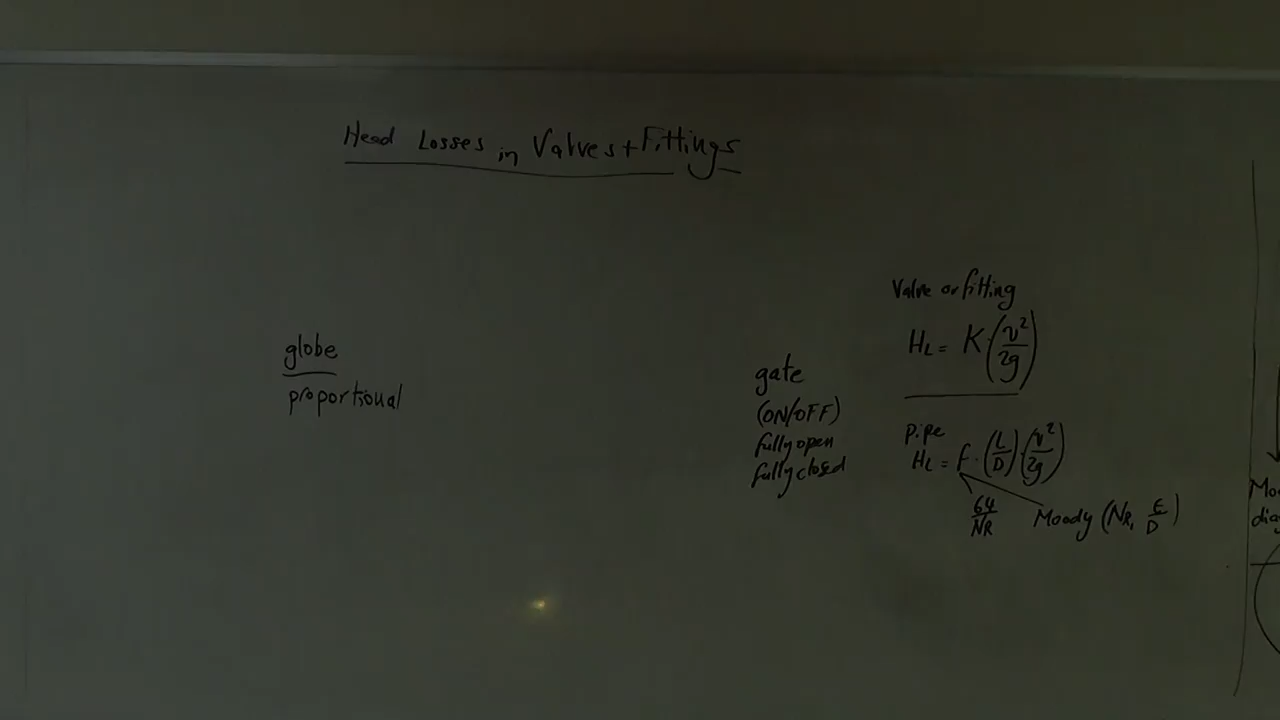 Head Losses in Valves + Fittings
globe
proportional
gate
(ON/OFF)
fully open
fully closed
Valve or fitting
HL = K (v²/2g)
pipe
HL = f · (L/D) (v²/2g)
64/NR
Moody (NR, ε/D)